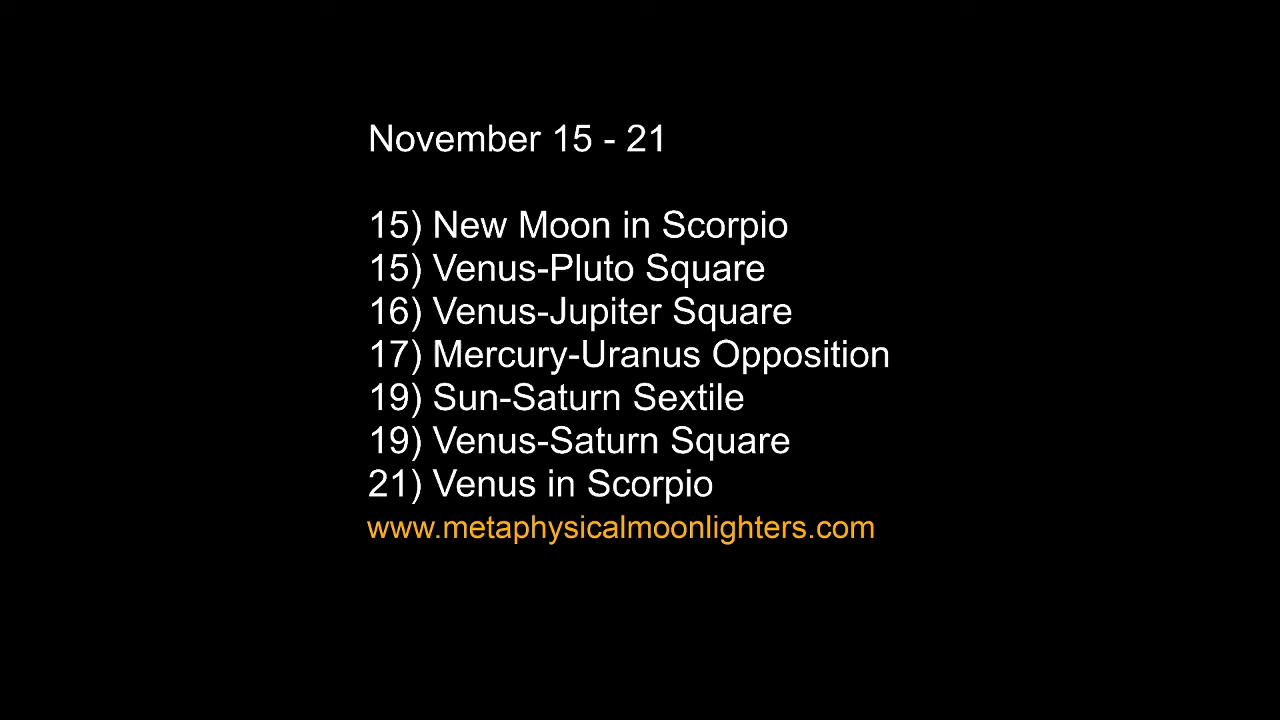 November 15 - 21
15) New Moon in Scorpio
15) Venus-Pluto Square
16) Venus-Jupiter Square
17) Mercury-Uranus Opposition
19) Sun-Saturn Sextile
19) Venus-Saturn Square
21) Venus in Scorpio
www.metaphysicalmoonlighters.com